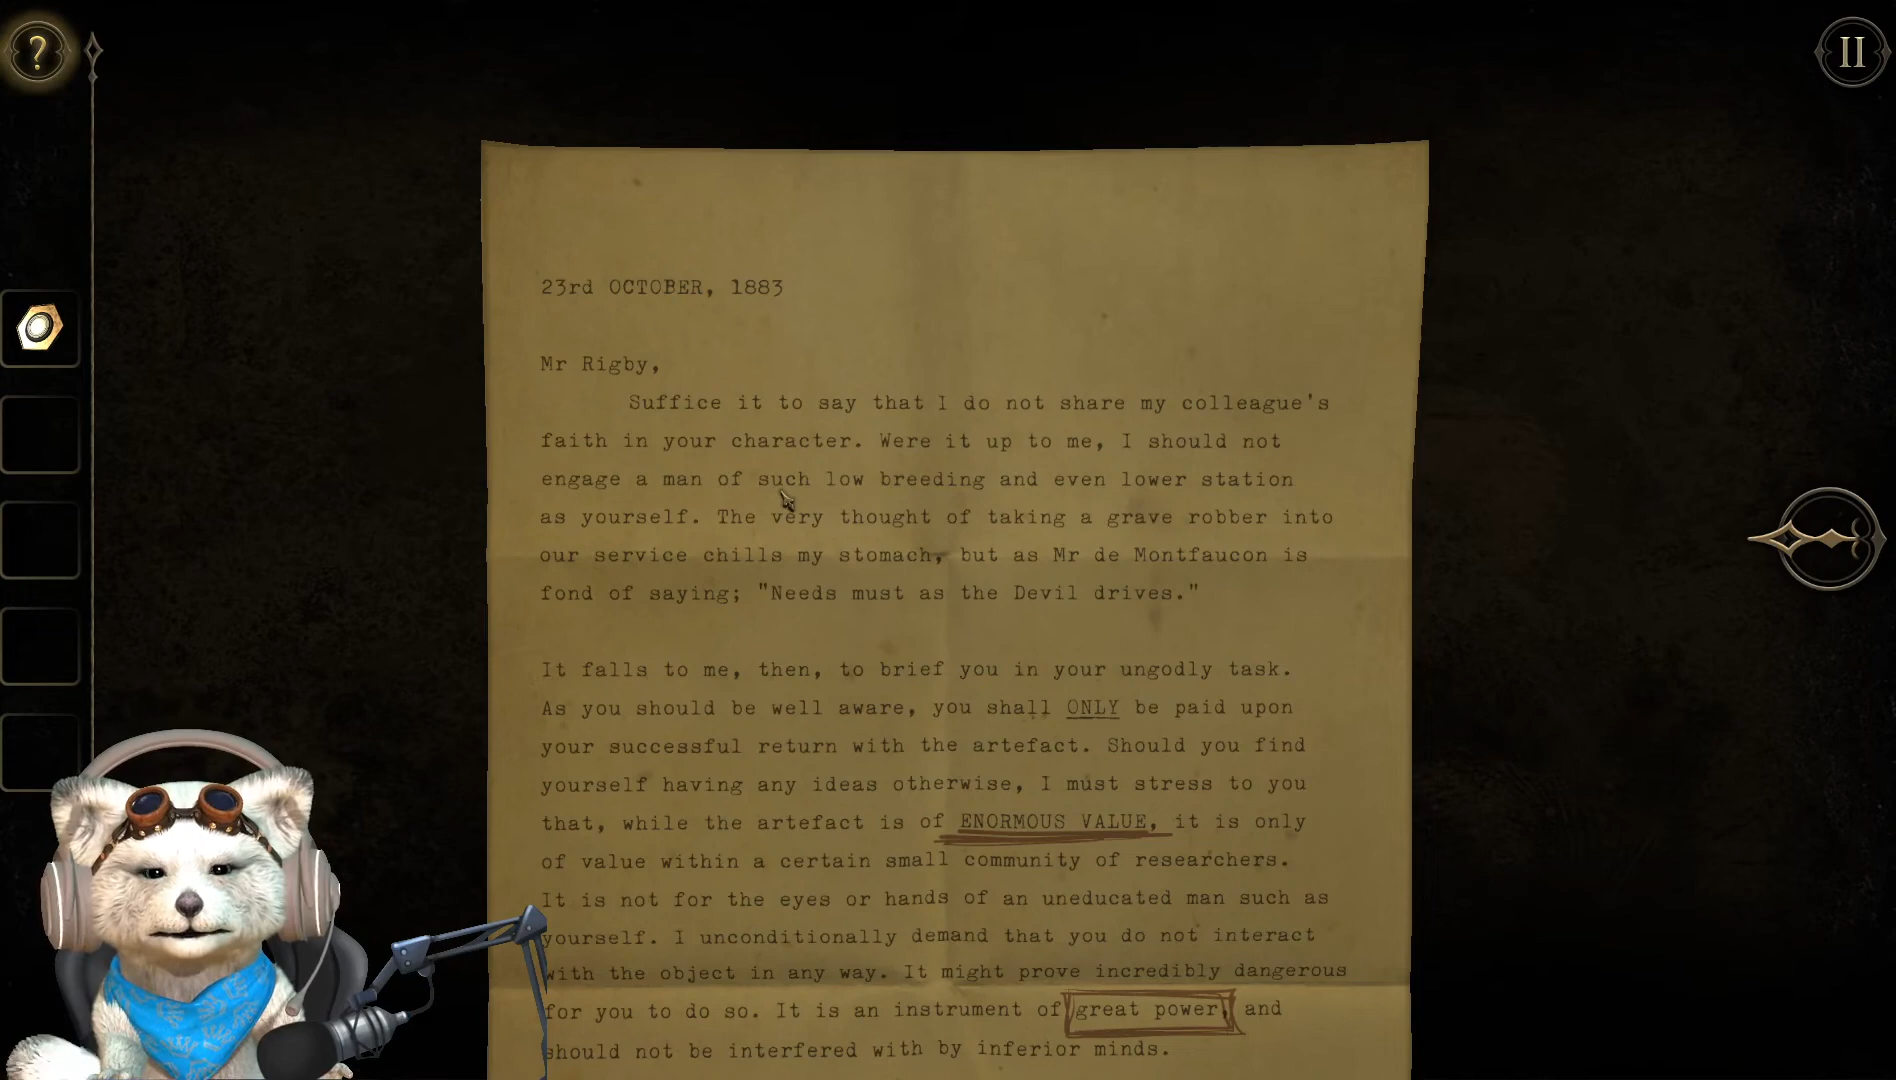 ?
II
23rd OCTOBER, 1883
Mr Rigby,
Suffice it to say that I do not share my colleague's
faith in your character. Were it up to me, I should not
engage a man of such low breeding and even lower station
as yourself. The very thought of taking a grave robber into
our service chills my stomach, but as Mr de Montfaucon is
fond of saying; "Needs must as the Devil drives."
It falls to me, then, to brief you in your ungodly task.
As you should be well aware, you shall ONLY be paid upon
your successful return with the artefact. Should you find
yourself having any ideas otherwise, I must stress to you
that, while the artefact is of ENORMOUS VALUE, it is only
of value within a certain small community of researchers.
It is not for the eyes or hands of an uneducated man such as
yourself. I unconditionally demand that you do not interact
with the object in any way. It might prove incredibly dangerous
for you to do so. It is an instrument of great power, and
should not be interfered with by inferior minds.